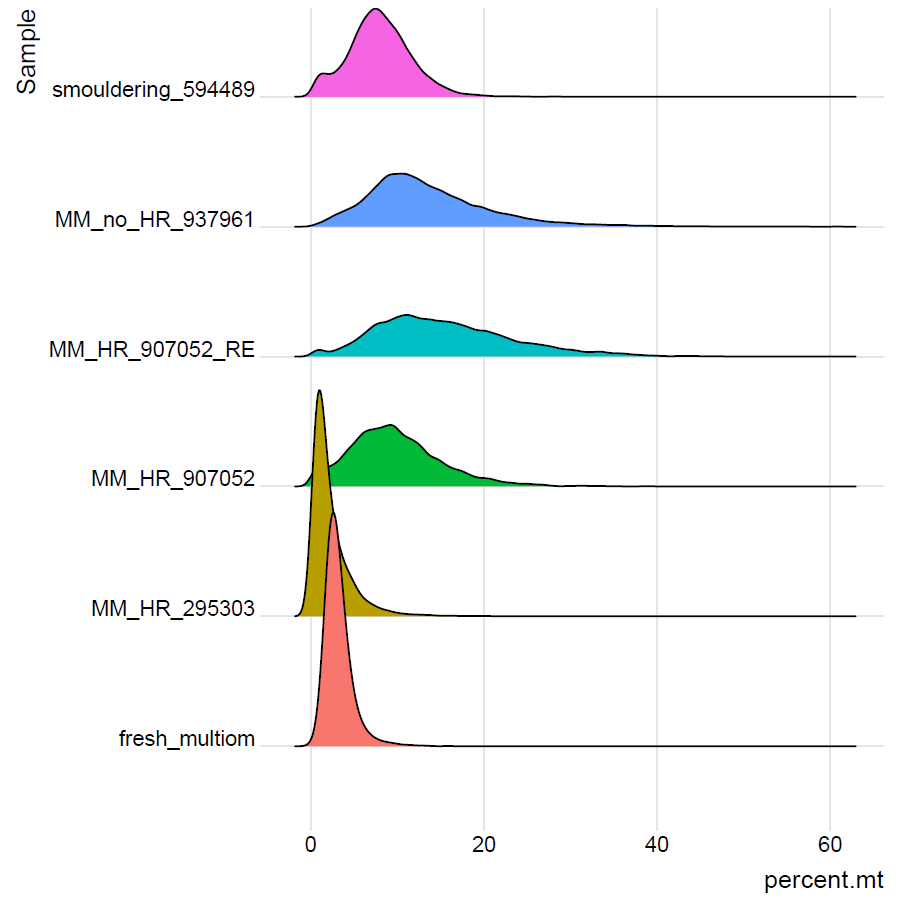 Sample
smouldering_594489
MM_no_HR_937961
MM_HR_907052_RE
MM_HR_907052
MM_HR_295303
fresh_multiom
0 20 40 60
percent.mt